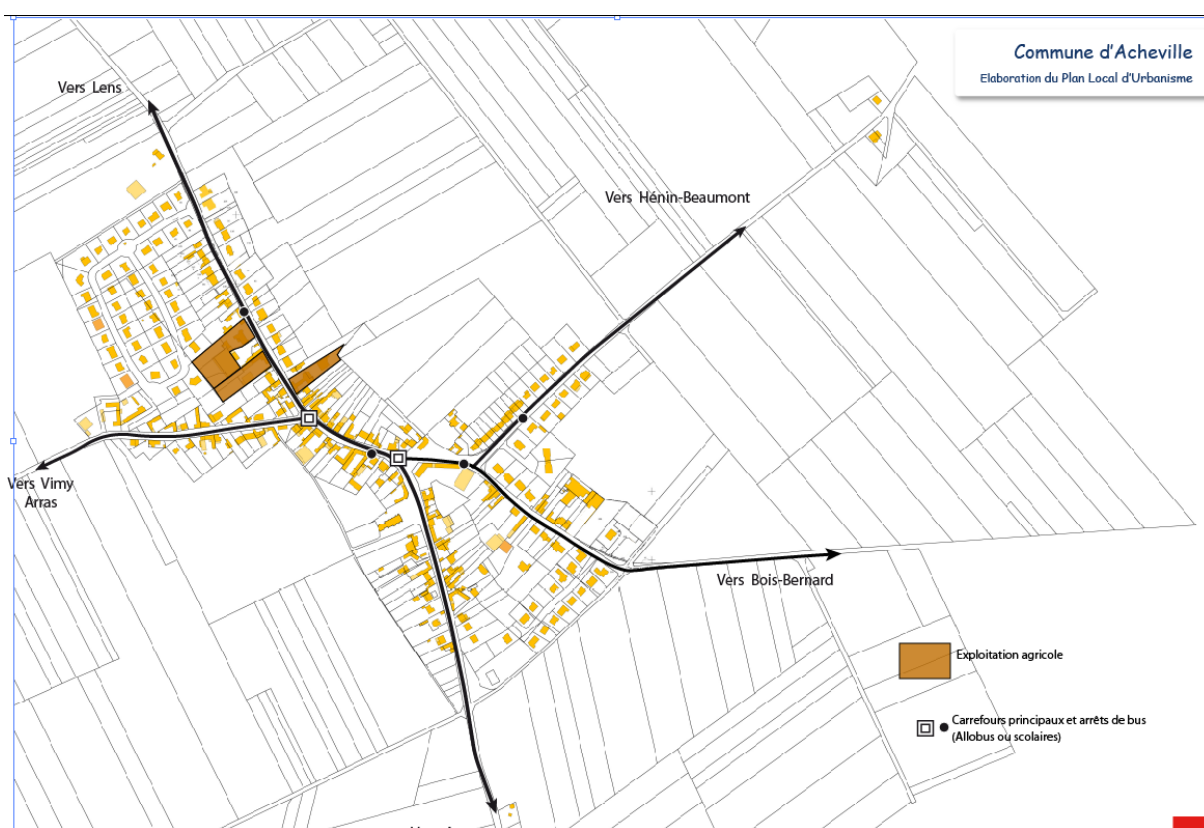 Commune d'Acheville
Elaboration du Plan Local d'Urbanisme
Vers Lens
Vers Hénin-Beaumont
Vers Vimy
Arras
Vers Bois-Bernard
Exploitation agricole
Carrefours principaux et arrêts de bus
(Allobus ou scolaires)